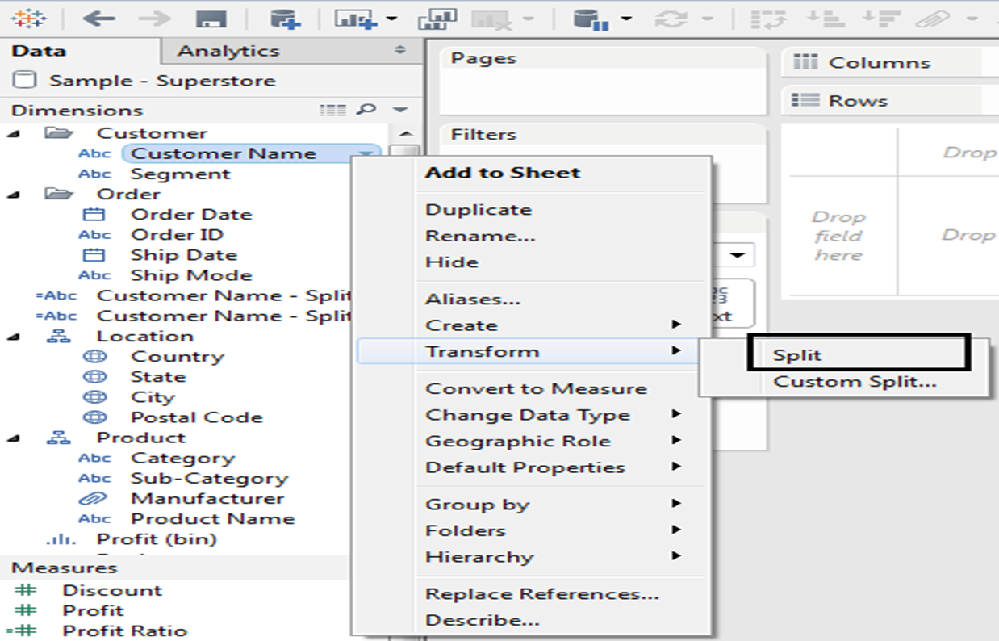 Data
Analytics
Sample - Superstore
Dimensions
Customer
Abc Customer Name
Abc Segment
Order
Order Date
Abc Order ID
Ship Date
Abc Ship Mode
=Abc Customer Name - Split
=Abc Customer Name - Split
Location
Country
State
City
Postal Code
Product
Abc Category
Abc Sub-Category
Manufacturer
Abc Product Name
Profit (bin)
Measures
Discount
Profit
Profit Ratio
Pages
Filters
Columns
Rows
Drop
Drop
field
here
Drop
Add to Sheet
Duplicate
Rename...
Hide
Aliases...
Create
Transform
Convert to Measure
Change Data Type
Geographic Role
Default Properties
Group by
Folders
Hierarchy
Replace References...
Describe...
Split
Custom Split...